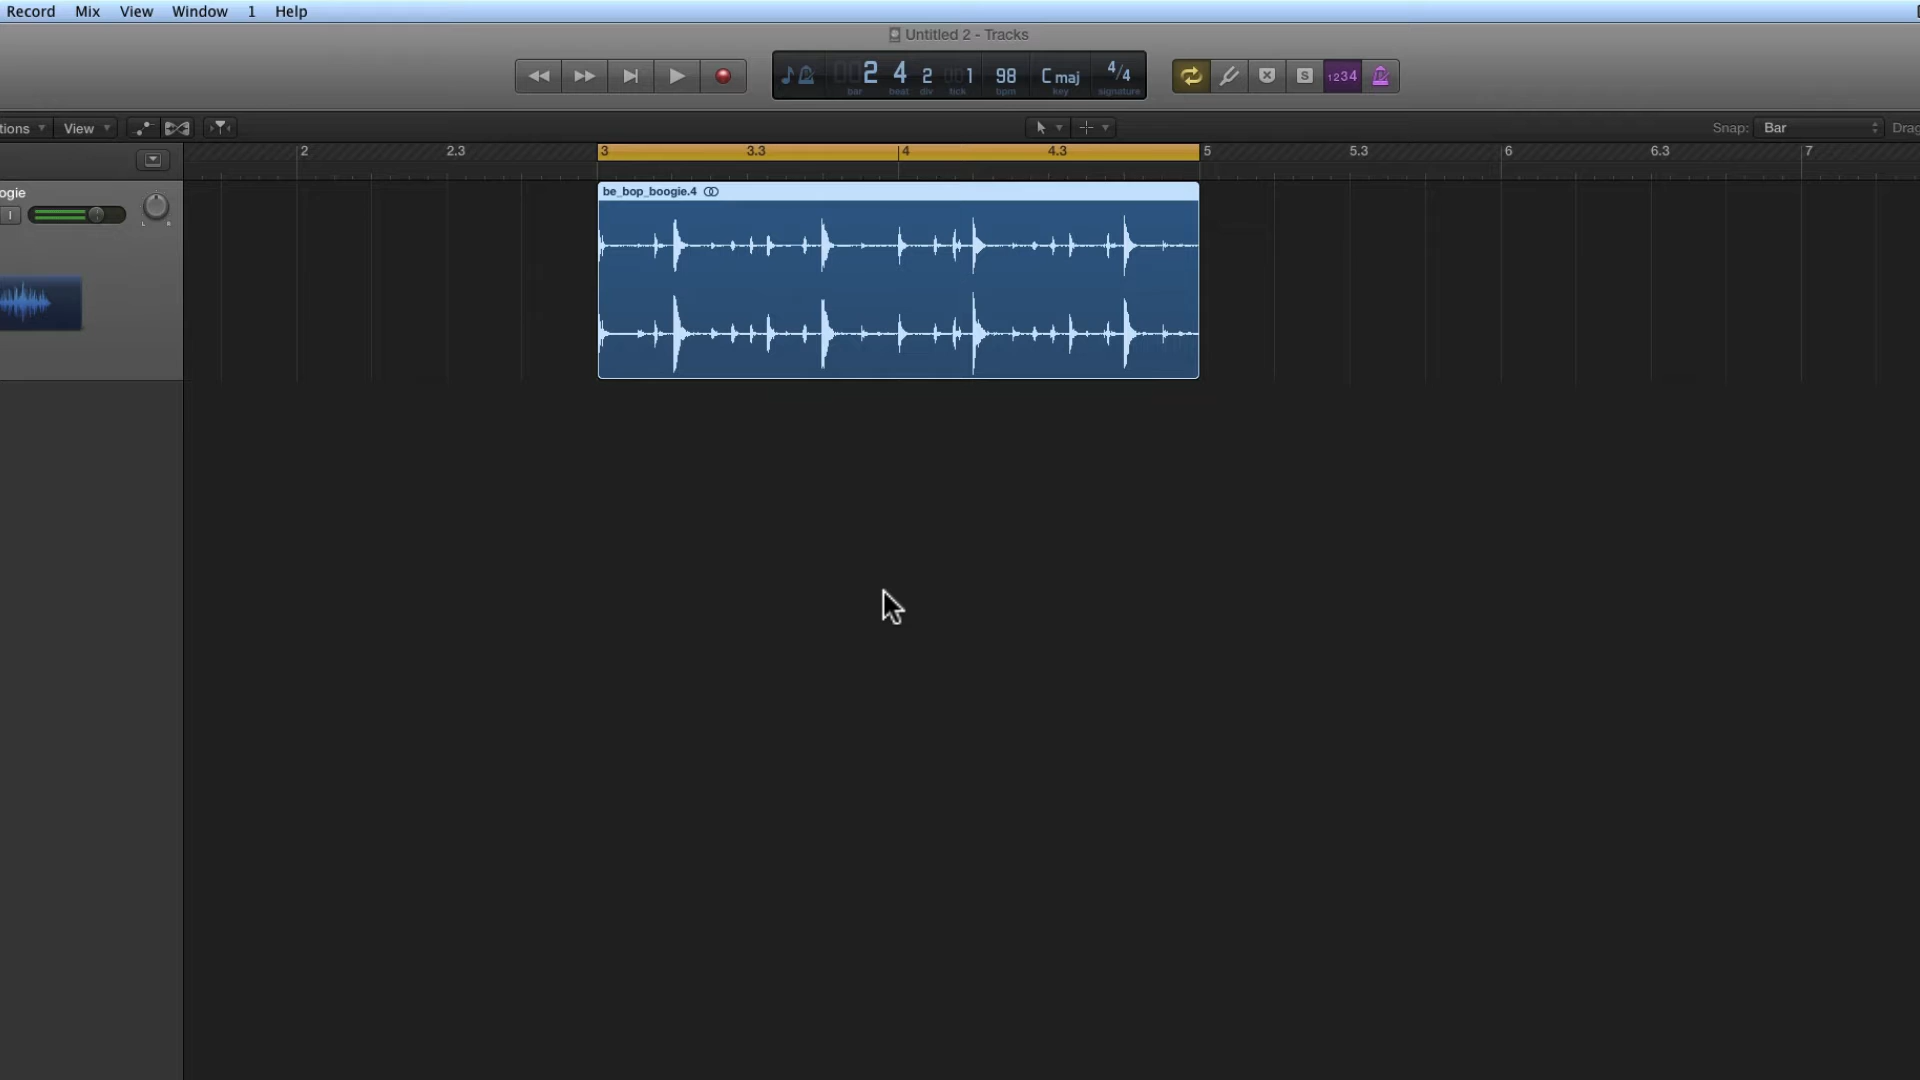 Record Mix View Window 1 Help
Untitled 2 - Tracks
2 4 2 1 98 C maj 4/4
bar beat div tick bpm key signature
S 1234
tions View Snap: Bar Drag
2 2.3 3 3.3 4 4.3 5 5.3 6 6.3 7
ogie
be_bop_boogie.4
I
L R